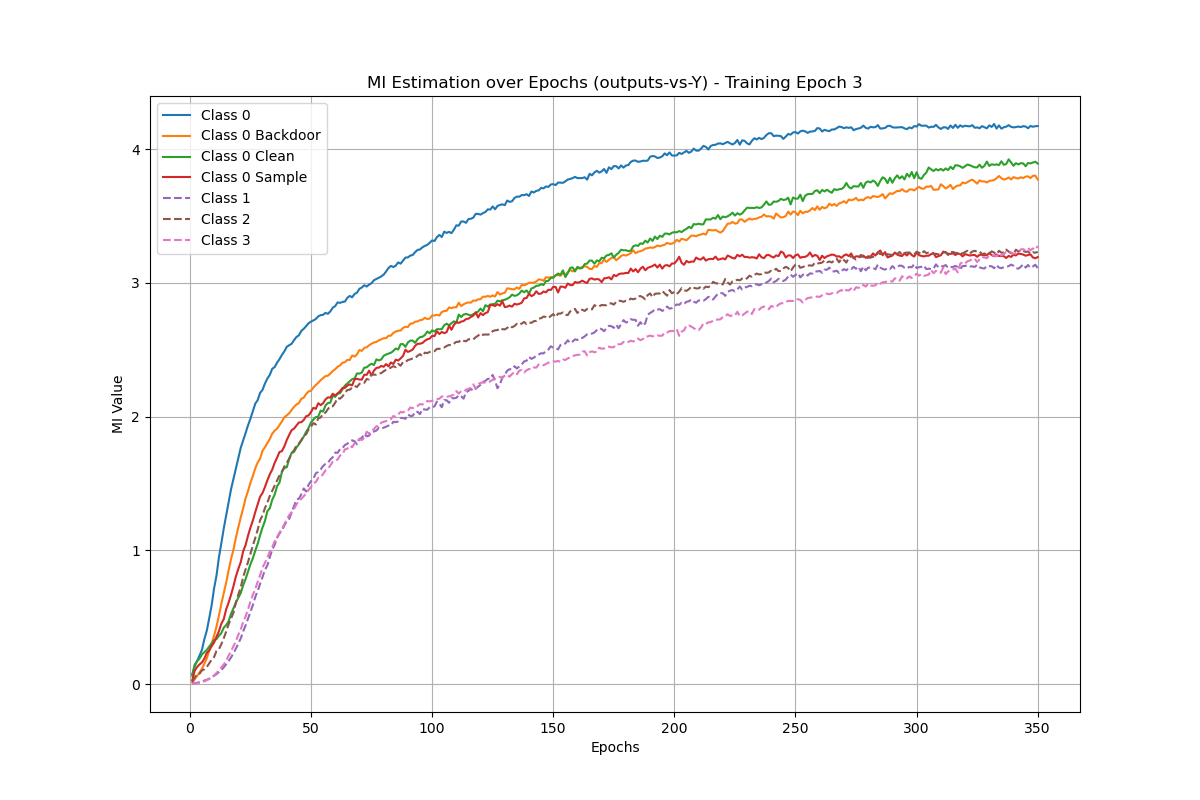 MI Estimation over Epochs (outputs-vs-Y) - Training Epoch 3
Class 0
Class 0 Backdoor
Class 0 Clean
Class 0 Sample
Class 1
Class 2
Class 3
MI Value
4
3
2
1
0
0 50 100 150 200 250 300 350
Epochs